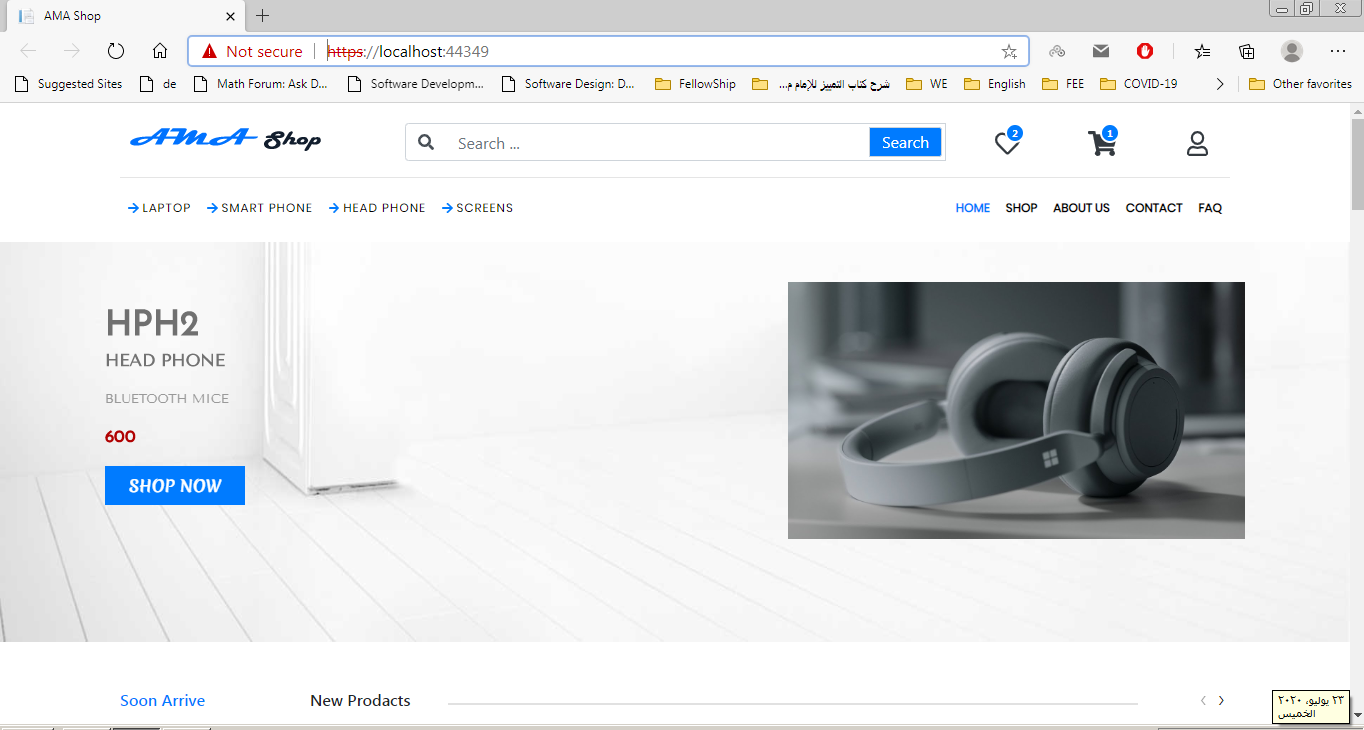 AMA Shop
Not secure https://localhost:44349
Suggested Sites de Math Forum: Ask D... Software Developm... Software Design: D... FellowShip شرح كتاب التمييز للإمام م... WE English FEE COVID-19 Other favorites
AMA Shop Search ... Search 2 1
LAPTOP SMART PHONE HEAD PHONE SCREENS HOME SHOP ABOUT US CONTACT FAQ
HPH2
HEAD PHONE
BLUETOOTH MICE
600
SHOP NOW
Soon Arrive New Prodacts
٢٣ يوليو، ٢٠٢٠
الخميس